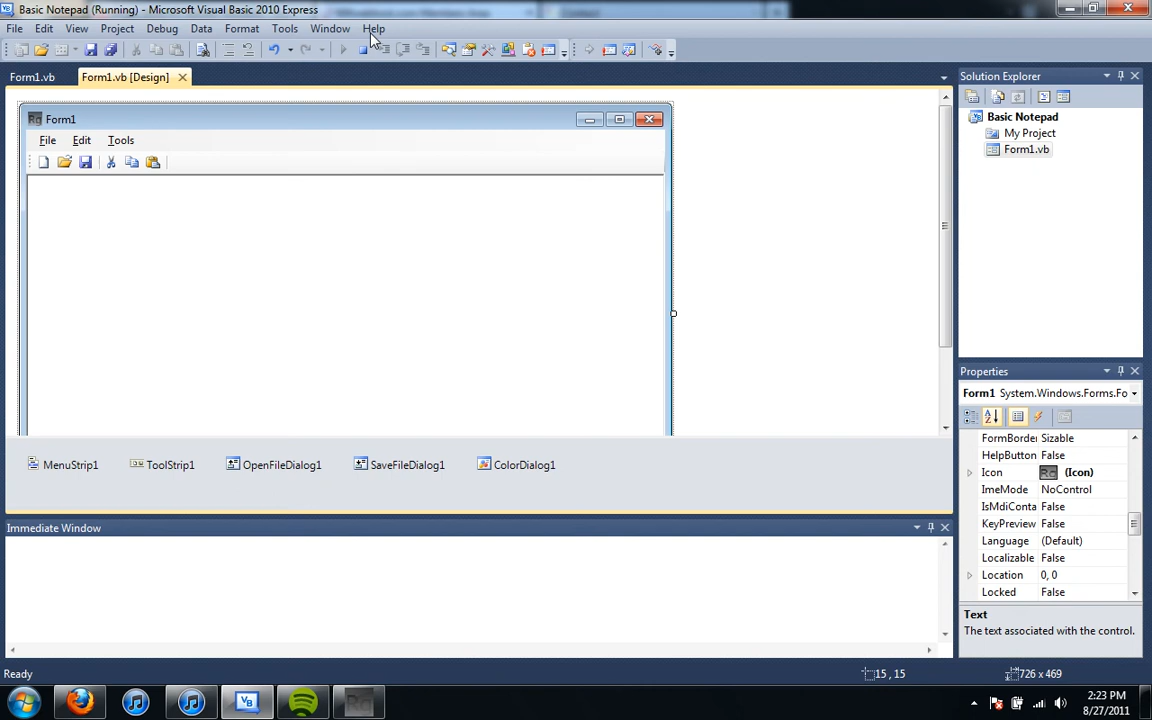 Basic Notepad (Running) - Microsoft Visual Basic 2010 Express
File Edit View Project Debug Data Format Tools Window Help
Form1.vb Form1.vb [Design]
Form1
File Edit Tools
MenuStrip1 ToolStrip1 OpenFileDialog1 SaveFileDialog1 ColorDialog1
Immediate Window
Solution Explorer
Basic Notepad
My Project
Form1.vb
Properties
Form1 System.Windows.Forms.Fo
FormBorder Sizable
HelpButton False
Icon (Icon)
ImeMode NoControl
IsMdiConta False
KeyPreview False
Language (Default)
Localizable False
Location 0, 0
Locked False
Text
The text associated with the control.
Ready 15 , 15 726 x 469
2:23 PM
8/27/2011